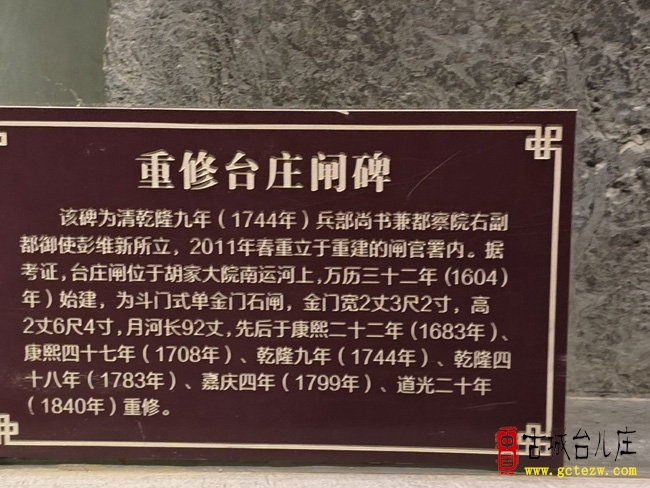 重修台庄闸碑
该碑为清乾隆九年（1744年）兵部尚书兼都察院右副
都御使彭维新所立，2011年春重立于重建的闸官署内。据
考证，台庄闸位于胡家大院南运河上，万历三十二年（1604）
年）始建，为斗门式单金门石闸，金门宽2丈3尺2寸，高
2丈6尺4寸，月河长92丈，先后于康熙二十二年（1683年）、
康熙四十七年（1708年）、乾隆九年（1744年）、乾隆四
十八年（1783年）、嘉庆四年（1799年）、道光二十年
（1840年）重修。
中国
古城台儿庄
www.gctezw.com